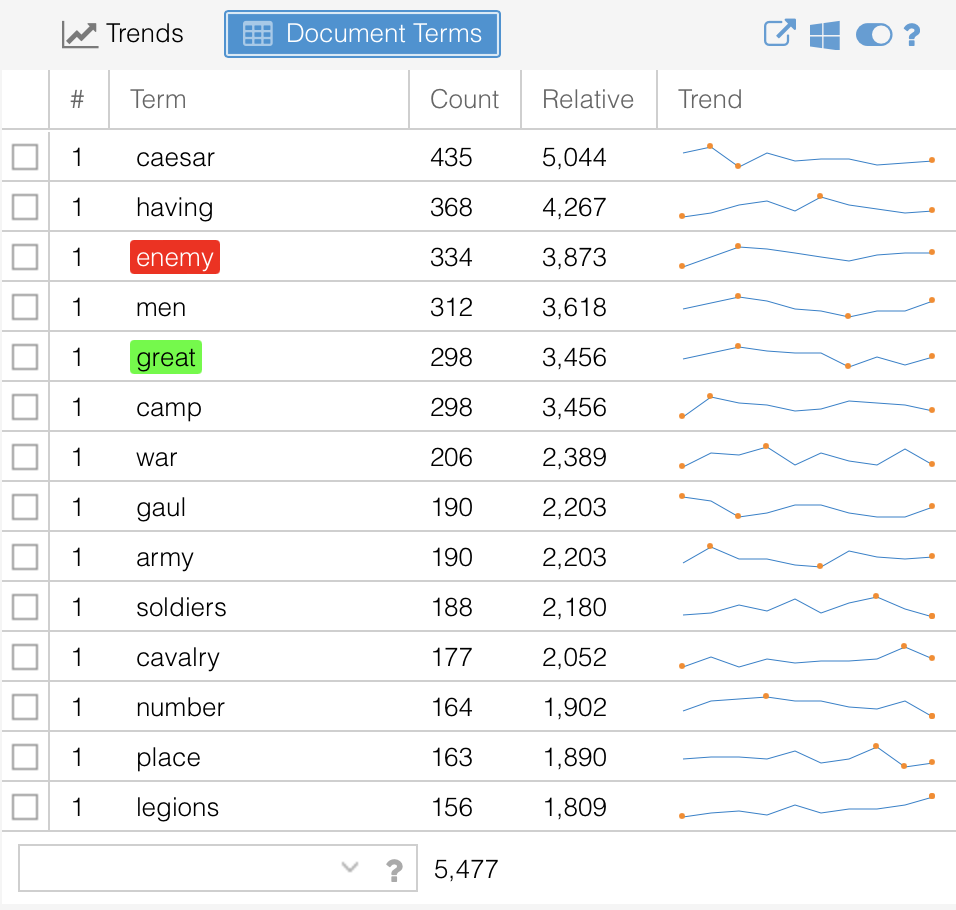 Trends Document Terms ?
# Term Count Relative Trend
1 caesar 435 5,044
1 having 368 4,267
1 enemy 334 3,873
1 men 312 3,618
1 great 298 3,456
1 camp 298 3,456
1 war 206 2,389
1 gaul 190 2,203
1 army 190 2,203
1 soldiers 188 2,180
1 cavalry 177 2,052
1 number 164 1,902
1 place 163 1,890
1 legions 156 1,809
? 5,477